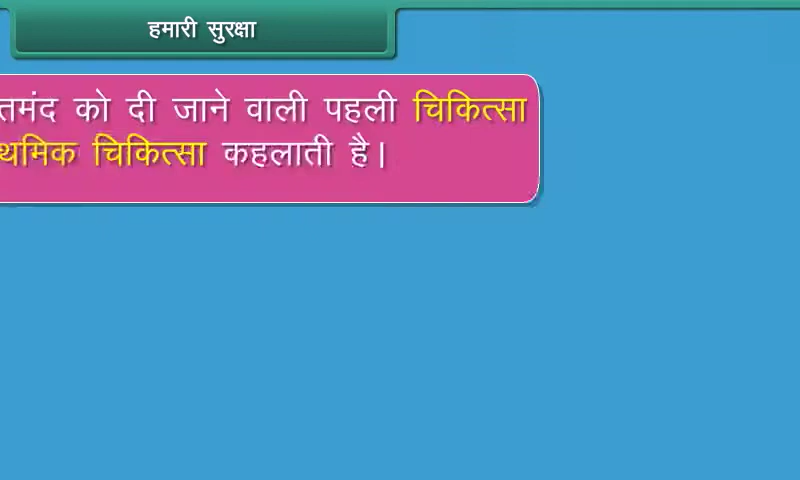 हमारी सुरक्षा
तमंद को दी जाने वाली पहली चिकित्सा
थमिक चिकित्सा कहलाती है।